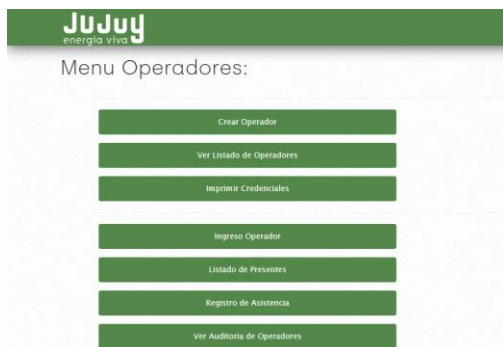 JUJUY
energía viva
Menu Operadores:
Crear Operador
Ver Listado de Operadores
Imprimir Credenciales
Ingreso Operador
Listado de Presentes
Registro de Asistencia
Ver Auditoria de Operadores